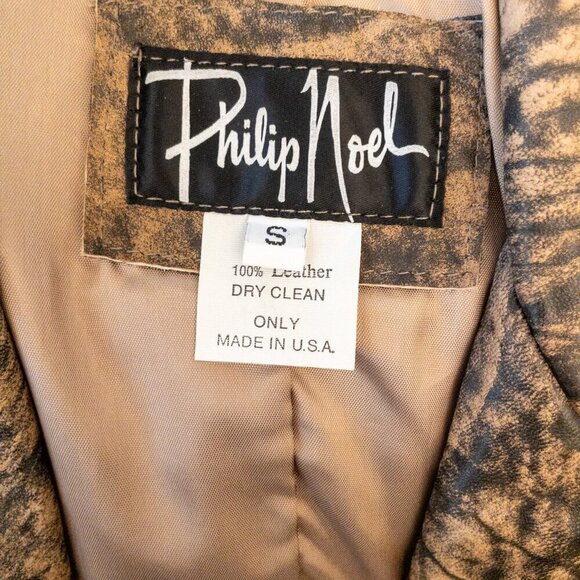 Philip Noel
S
100% Leather
DRY CLEAN
ONLY
MADE IN U.S.A.